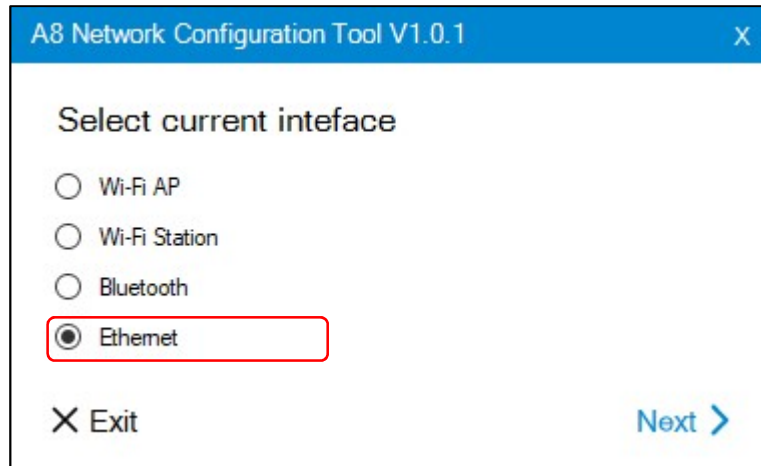 A8 Network Configuration Tool V1.0.1 X
Select current inteface
Wi-Fi AP
Wi-Fi Station
Bluetooth
Ethernet
Exit Next